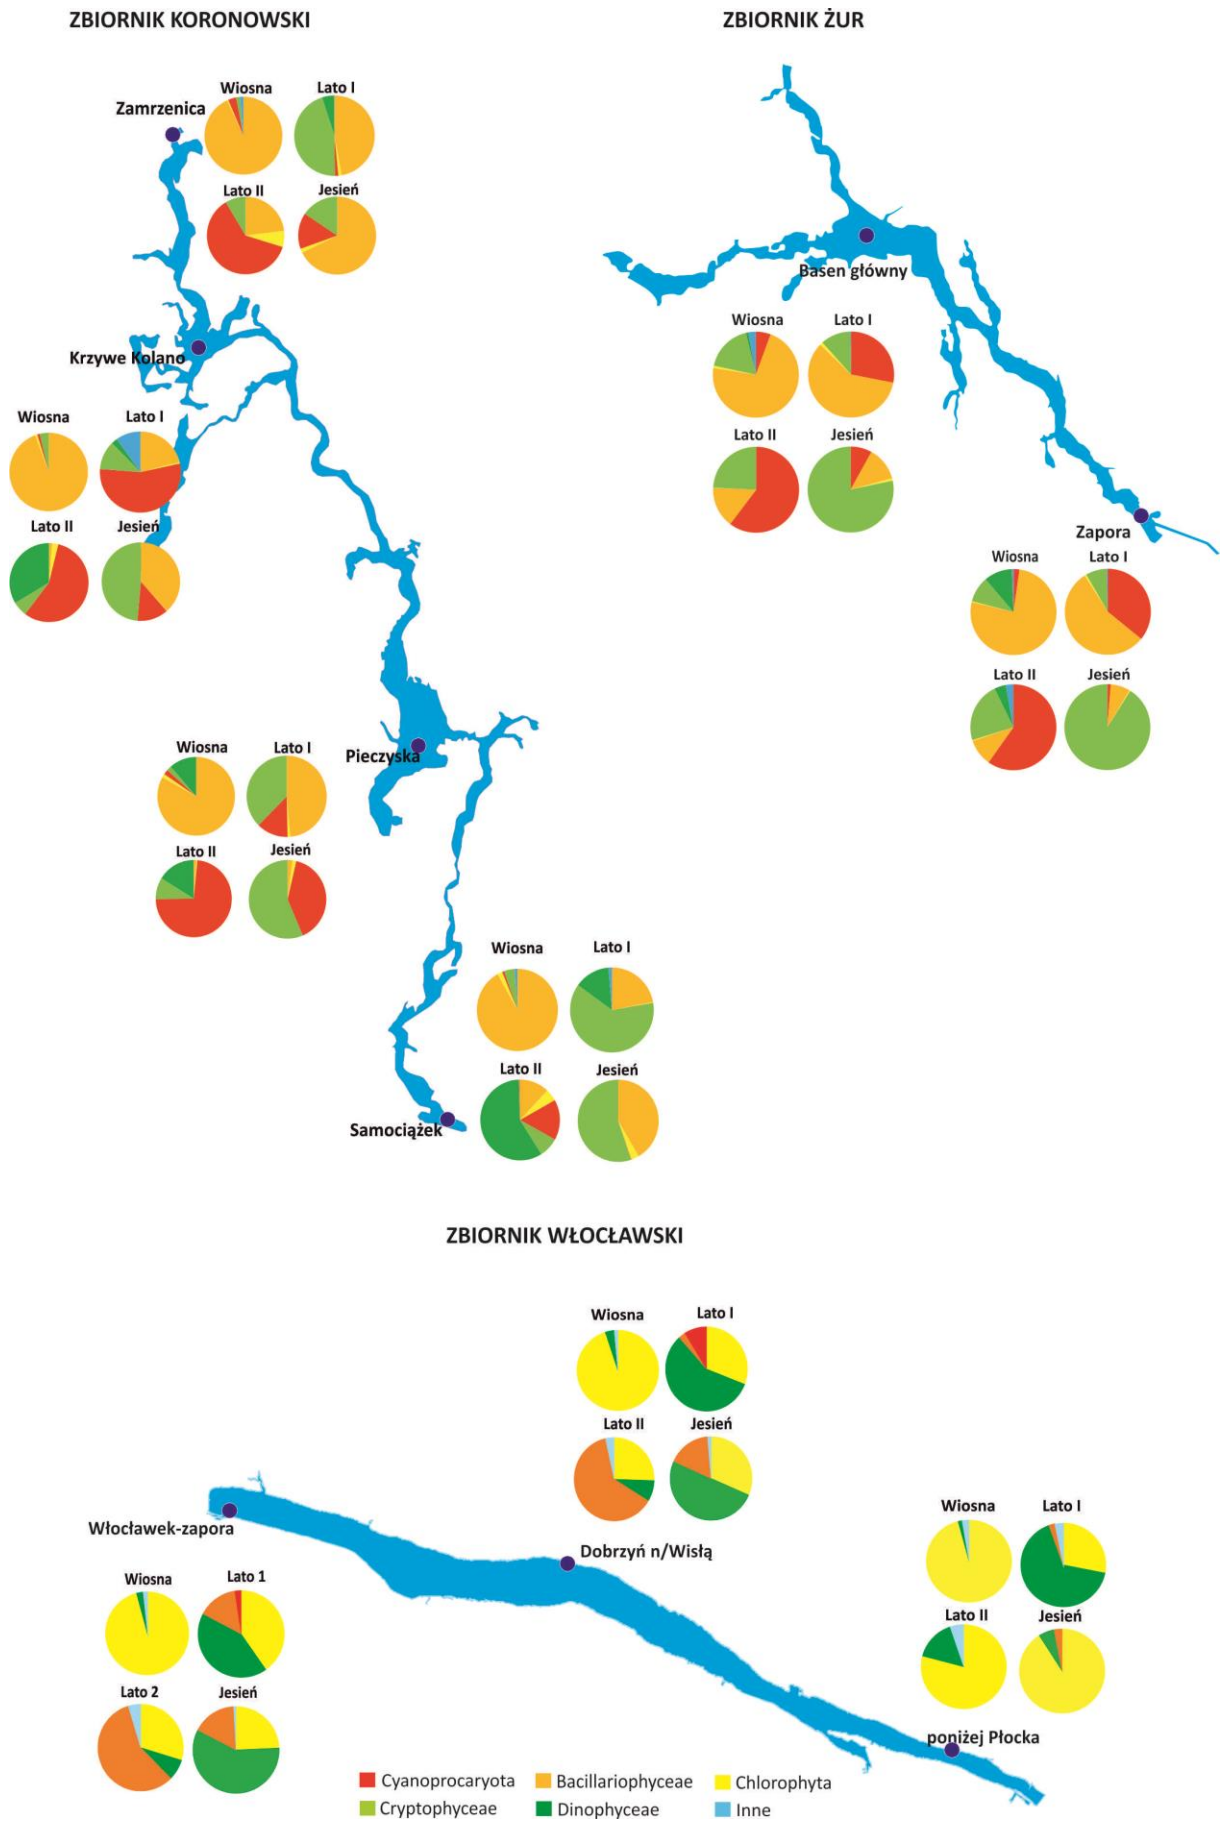 ZBIORNIK KORONOWSKI
ZBIORNIK ŻUR
Zamrzenica
Wiosna
Lato I
Lato II
Jesień
Krzywe Kolano
Wiosna
Lato I
Lato II
Jesień
Basen główny
Wiosna
Lato I
Lato II
Jesień
Zapora
Wiosna
Lato I
Lato II
Jesień
Pieczyska
Wiosna
Lato I
Lato II
Jesień
Wiosna
Lato I
Lato II
Jesień
Samociążek
ZBIORNIK WŁOCŁAWSKI
Wiosna
Lato I
Lato II
Jesień
Włocławek-zapora
Dobrzyń n/Wisłą
Wiosna
Lato 1
Lato 2
Jesień
Wiosna
Lato I
Lato II
Jesień
poniżej Płocka
Cyanoprocaryota
Bacillariophyceae
Chlorophyta
Cryptophyceae
Dinophyceae
Inne